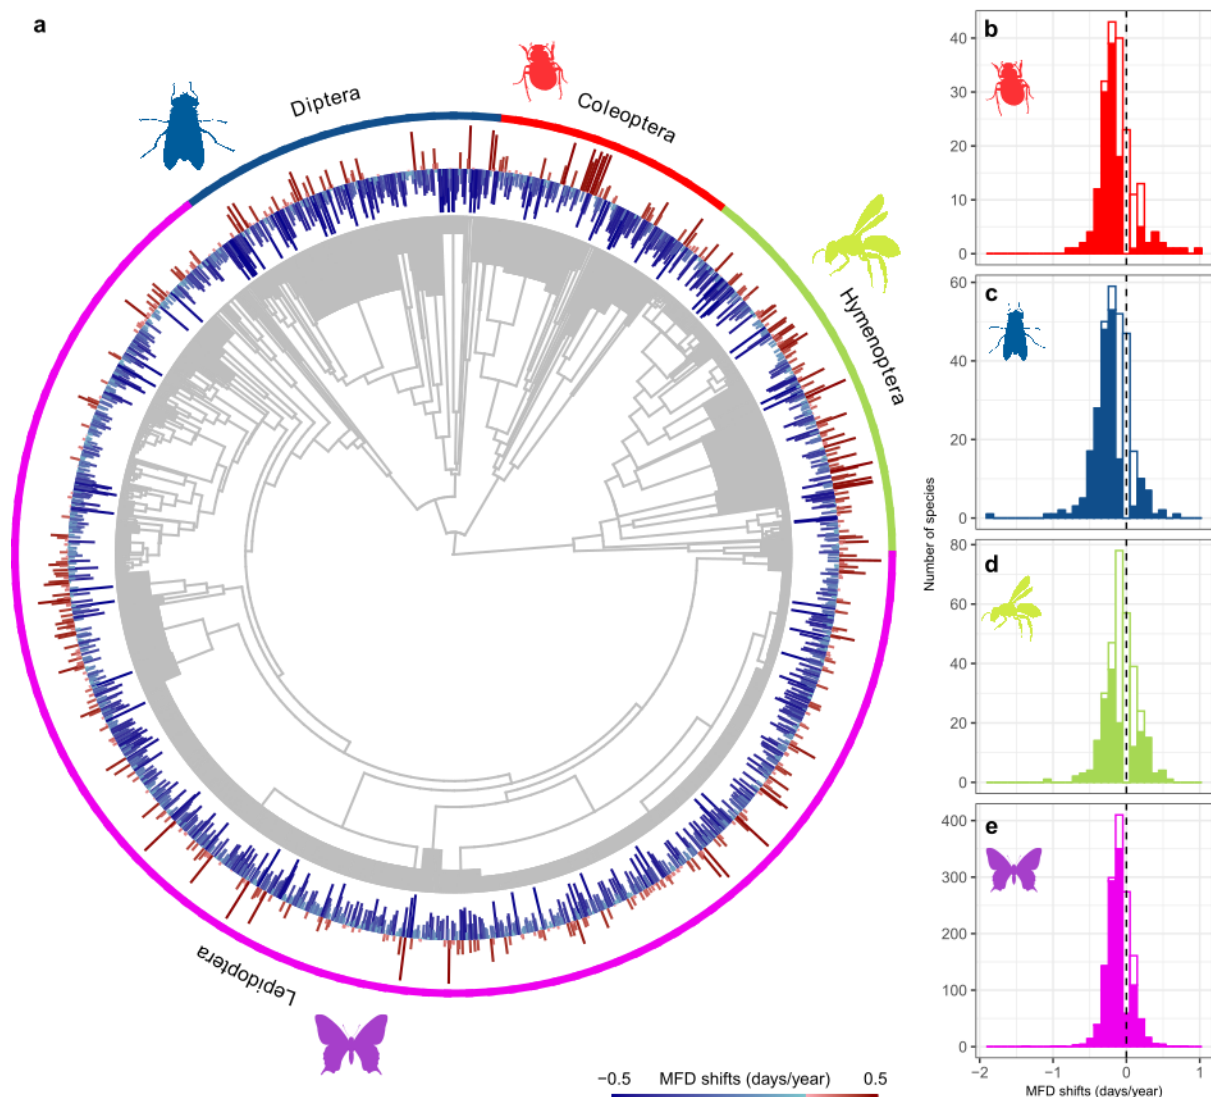 a
Diptera
Coleoptera
Hymenoptera
Lepidoptera
−0.5 MFD shifts (days/year) 0.5
Number of species
b
40
30
20
10
0
c
60
40
20
0
d
80
60
40
20
0
e
400
300
200
100
0
−2 −1 0 1
MFD shifts (days/year)